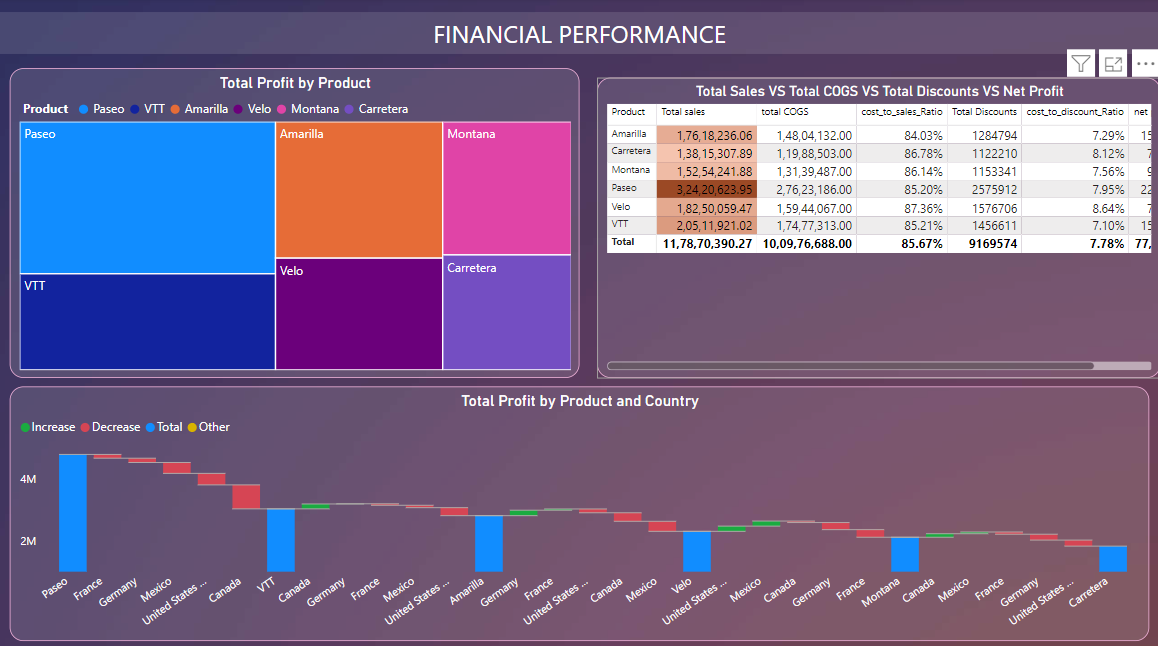 FINANCIAL PERFORMANCE
Total Profit by Product
Product Paseo VTT Amarilla Velo Montana Carretera
Paseo
Amarilla
Montana
VTT
Velo
Carretera
Total Sales VS Total COGS VS Total Discounts VS Net Profit
Product Total sales total COGS cost_to_sales_Ratio Total Discounts cost_to_discount_Ratio net
Amarilla 1,76,18,236.06 1,48,04,132.00 84.03% 1284794 7.29% 15
Carretera 1,38,15,307.89 1,19,88,503.00 86.78% 1122210 8.12% 7
Montana 1,52,54,241.88 1,31,39,487.00 86.14% 1153341 7.56% 9
Paseo 3,24,20,623.95 2,76,23,186.00 85.20% 2575912 7.95% 22
Velo 1,82,50,059.47 1,59,44,067.00 87.36% 1576706 8.64% 7
VTT 2,05,11,921.02 1,74,77,313.00 85.21% 1456611 7.10% 15
Total 11,78,70,390.27 10,09,76,688.00 85.67% 9169574 7.78% 77,
Total Profit by Product and Country
Increase Decrease Total Other
4M
2M
Paseo France Germany Mexico United States ... Canada VTT Canada Germany France Mexico United States ... Amarilla Germany France United States ... Canada Mexico Velo United States ... Mexico Canada Germany France Montana Canada Mexico France Germany United States ... Carretera